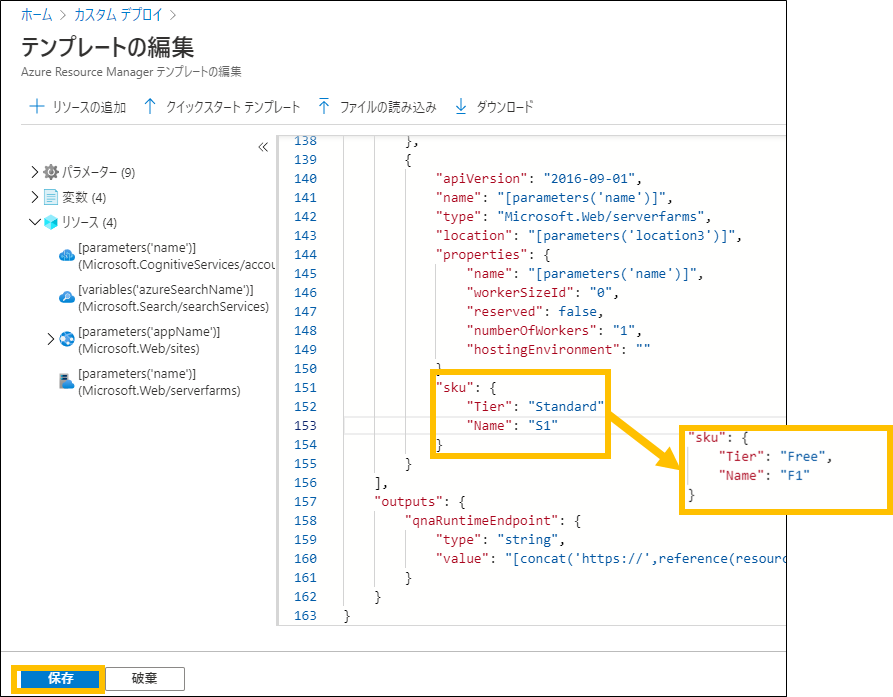 ホーム > カスタム デプロイ >
テンプレートの編集
Azure Resource Manager テンプレートの編集
リソースの追加 クイックスタート テンプレート ファイルの読み込み ダウンロード
«
パラメーター (9)
変数 (4)
リソース (4)
[parameters('name')]
(Microsoft.CognitiveServices/accou
[variables('azureSearchName')]
(Microsoft.Search/searchServices)
[parameters('appName')]
(Microsoft.Web/sites)
[parameters('name')]
(Microsoft.Web/serverfarms)
138 },
139 {
140 "apiVersion": "2016-09-01",
141 "name": "[parameters('name')]",
142 "type": "Microsoft.Web/serverfarms",
143 "location": "[parameters('location3')]",
144 "properties": {
145 "name": "[parameters('name')]",
146 "workerSizeId": "0",
147 "reserved": false,
148 "numberOfWorkers": "1",
149 "hostingEnvironment": ""
150 }
151 "sku": {
152 "Tier": "Standard"
153 "Name": "S1"
154 }
155 }
156 ],
157 "outputs": {
158 "qnaRuntimeEndpoint": {
159 "type": "string",
160 "value": "[concat('https://',reference(resourc
161 }
162 }
163 }
"sku": {
"Tier": "Free",
"Name": "F1"
}
保存 破棄